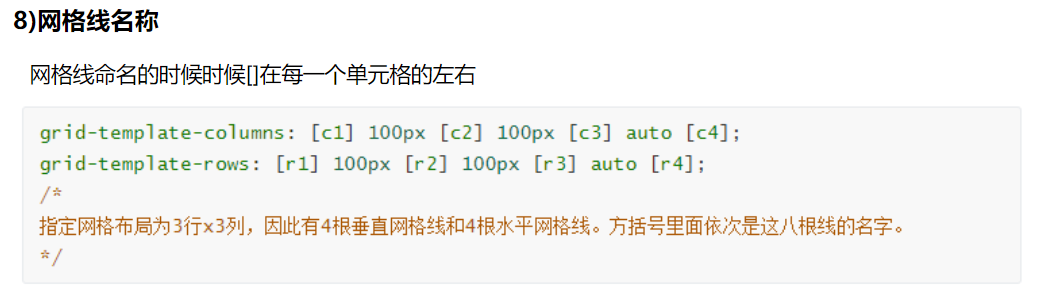 8)网格线名称
网格线命名的时候时候[]在每一个单元格的左右
grid-template-columns: [c1] 100px [c2] 100px [c3] auto [c4];
grid-template-rows: [r1] 100px [r2] 100px [r3] auto [r4];
/*
指定网格布局为3行x3列，因此有4根垂直网格线和4根水平网格线。方括号里面依次是这八根线的名字。
*/